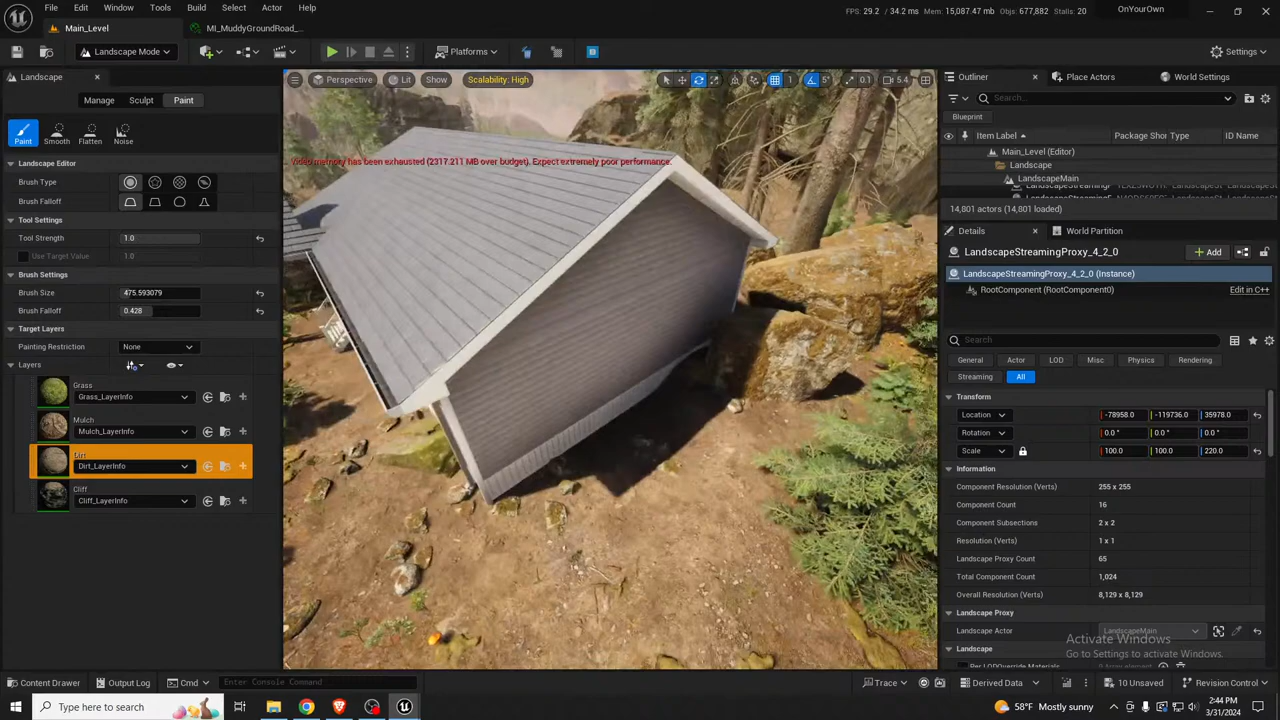 File Edit Window Tools Build Select Actor Help
FPS: 29.2 / 34.2 ms Mem: 15,087.47 mb Objs: 677,882 Stalls: 20
OnYourOwn
Main_Level
MI_MuddyGroundRoad_...
Landscape Mode
Platforms
Settings
Landscape
Perspective
Lit
Show
Scalability: High
1
5°
0.1
5.4
Outliner
Place Actors
World Settings
Manage
Sculpt
Paint
Search...
Blueprint
Paint
Smooth
Flatten
Noise
Item Label
Package Shor Type
ID Name
Main_Level (Editor)
Landscape
LandscapeMain
Landscape Editor
Video memory has been exhausted (2317.211 MB over budget). Expect extremely poor performance.
Brush Type
Brush Falloff
14,801 actors (14,801 loaded)
Tool Settings
Details
World Partition
Tool Strength
1.0
LandscapeStreamingProxy_4_2_0
Add
Use Target Value
1.0
LandscapeStreamingProxy_4_2_0 (Instance)
Brush Settings
RootComponent (RootComponent0)
Edit in C++
Brush Size
475.593079
Brush Falloff
0.428
Target Layers
Search
Painting Restriction
None
General
Actor
LOD
Misc
Physics
Rendering
Layers
Streaming
All
Grass
Grass_LayerInfo
Transform
Location
-78958.0
-119736.0
35978.0
Mulch
Mulch_LayerInfo
Rotation
0.0 °
0.0 °
0.0 °
Scale
100.0
100.0
220.0
Dirt
Dirt_LayerInfo
Information
Component Resolution (Verts)
255 x 255
Cliff
Cliff_LayerInfo
Component Count
16
Component Subsections
2 x 2
Resolution (Verts)
1 x 1
Landscape Proxy Count
65
Total Component Count
1,024
Overall Resolution (Verts)
8,129 x 8,129
Landscape Proxy
Landscape Actor
LandscapeMain
Activate Windows
Landscape
Go to Settings to activate Windows.
Content Drawer
Output Log
Cmd
Enter Console Command...
Trace
Derived Data
10 Unsaved
Revision Control
Type here to search
58°F Mostly sunny
2:44 PM
3/31/2024